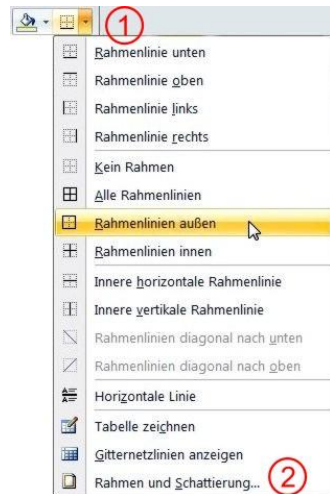 1
Rahmenlinie unten
Rahmenlinie oben
Rahmenlinie links
Rahmenlinie rechts
Kein Rahmen
Alle Rahmenlinien
Rahmenlinien außen
Rahmenlinien innen
Innere horizontale Rahmenlinie
Innere vertikale Rahmenlinie
Rahmenlinien diagonal nach unten
Rahmenlinien diagonal nach oben
Horizontale Linie
Tabelle zeichnen
Gitternetzlinien anzeigen
Rahmen und Schattierung... 2